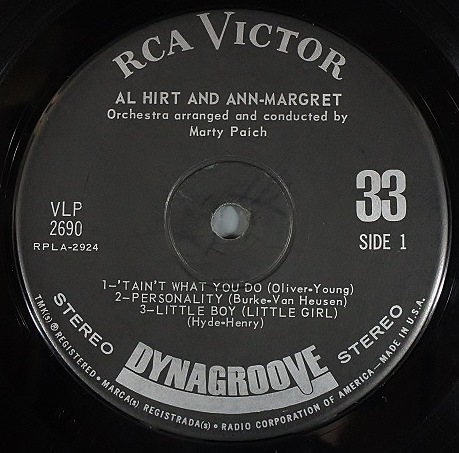 RCA VICTOR
AL HIRT AND ANN-MARGRET
Orchestra arranged and conducted by
Marty Paich
VLP
2690
RPLA-2924
33
SIDE 1
1-'TAIN'T WHAT YOU DO (Oliver-Young)
2-PERSONALITY (Burke-Van Heusen)
3-LITTLE BOY (LITTLE GIRL)
(Hyde-Henry)
STEREO
DYNAGROOVE
STEREO
TMK(s) ® REGISTERED • MARCA(s) REGISTRADA(s) • RADIO CORPORATION OF AMERICA-MADE IN U.S.A.